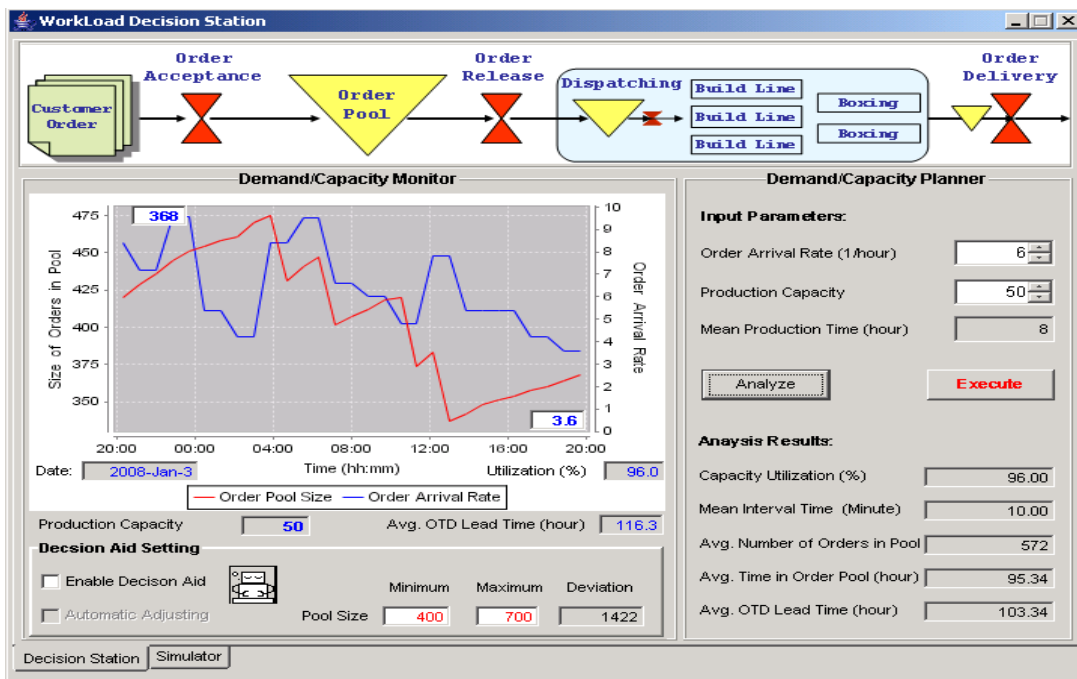 WorkLoad Decision Station
Order
Acceptance
Order
Release
Order
Delivery
Customer
Order
Order
Pool
Dispatching
Build Line
Build Line
Build Line
Boxing
Boxing
Demand/Capacity Monitor
Size of Orders in Pool
475
450
425
400
375
350
368
3.6
10
9
8
7
6
5
4
3
2
1
0
Order Arrival Rate
20:00 00:00 04:00 08:00 12:00 16:00 20:00
Date: 2008-Jan-3 Time (hh:mm) Utilization (%) 96.0
Order Pool Size Order Arrival Rate
Production Capacity 50 Avg. OTD Lead Time (hour) 116.3
Decsion Aid Setting
Enable Decison Aid
Automatic Adjusting
Minimum Maximum Deviation
Pool Size 400 700 1422
Demand/Capacity Planner
Input Parameters:
Order Arrival Rate (1/hour) 6
Production Capacity 50
Mean Production Time (hour) 8
Analyze Execute
Anaysis Results:
Capacity Utilization (%) 96.00
Mean Interval Time (Minute) 10.00
Avg. Number of Orders in Pool 572
Avg. Time in Order Pool (hour) 95.34
Avg. OTD Lead Time (hour) 103.34
Decision Station Simulator